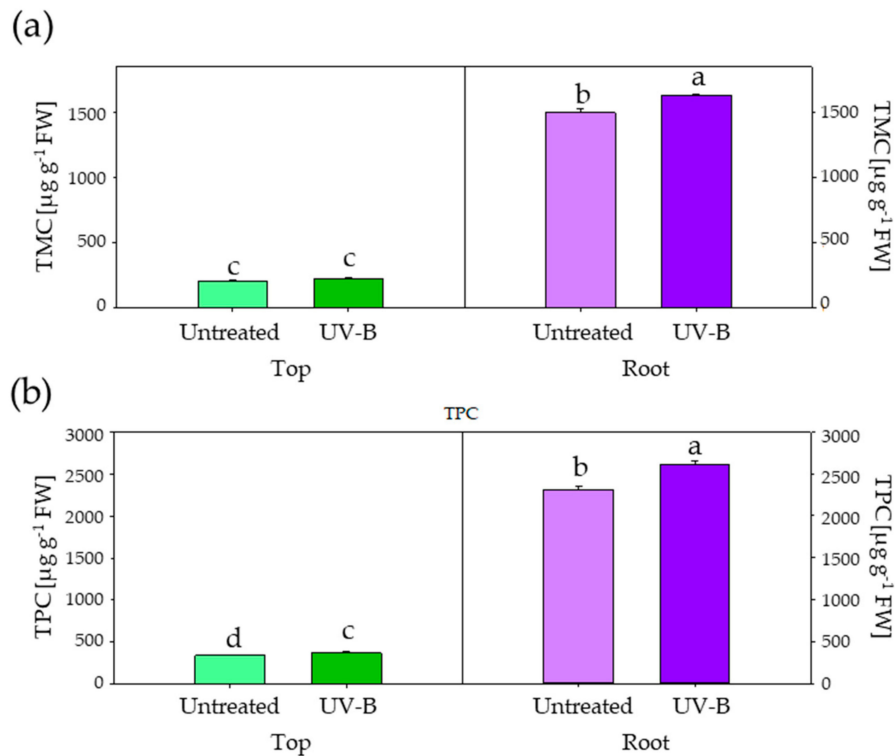 (a)
TMC [µg g⁻¹ FW]
1500
1000
500
0
c
c
b
a
1500
1000
500
0
TMC [µg g⁻¹ FW]
Untreated
UV-B
Untreated
UV-B
Top
Root
(b)
TPC
TPC [µg g⁻¹ FW]
3000
2500
2000
1500
1000
500
0
d
c
b
a
3000
2500
2000
1500
1000
500
0
TPC [µg g⁻¹ FW]
Untreated
UV-B
Untreated
UV-B
Top
Root